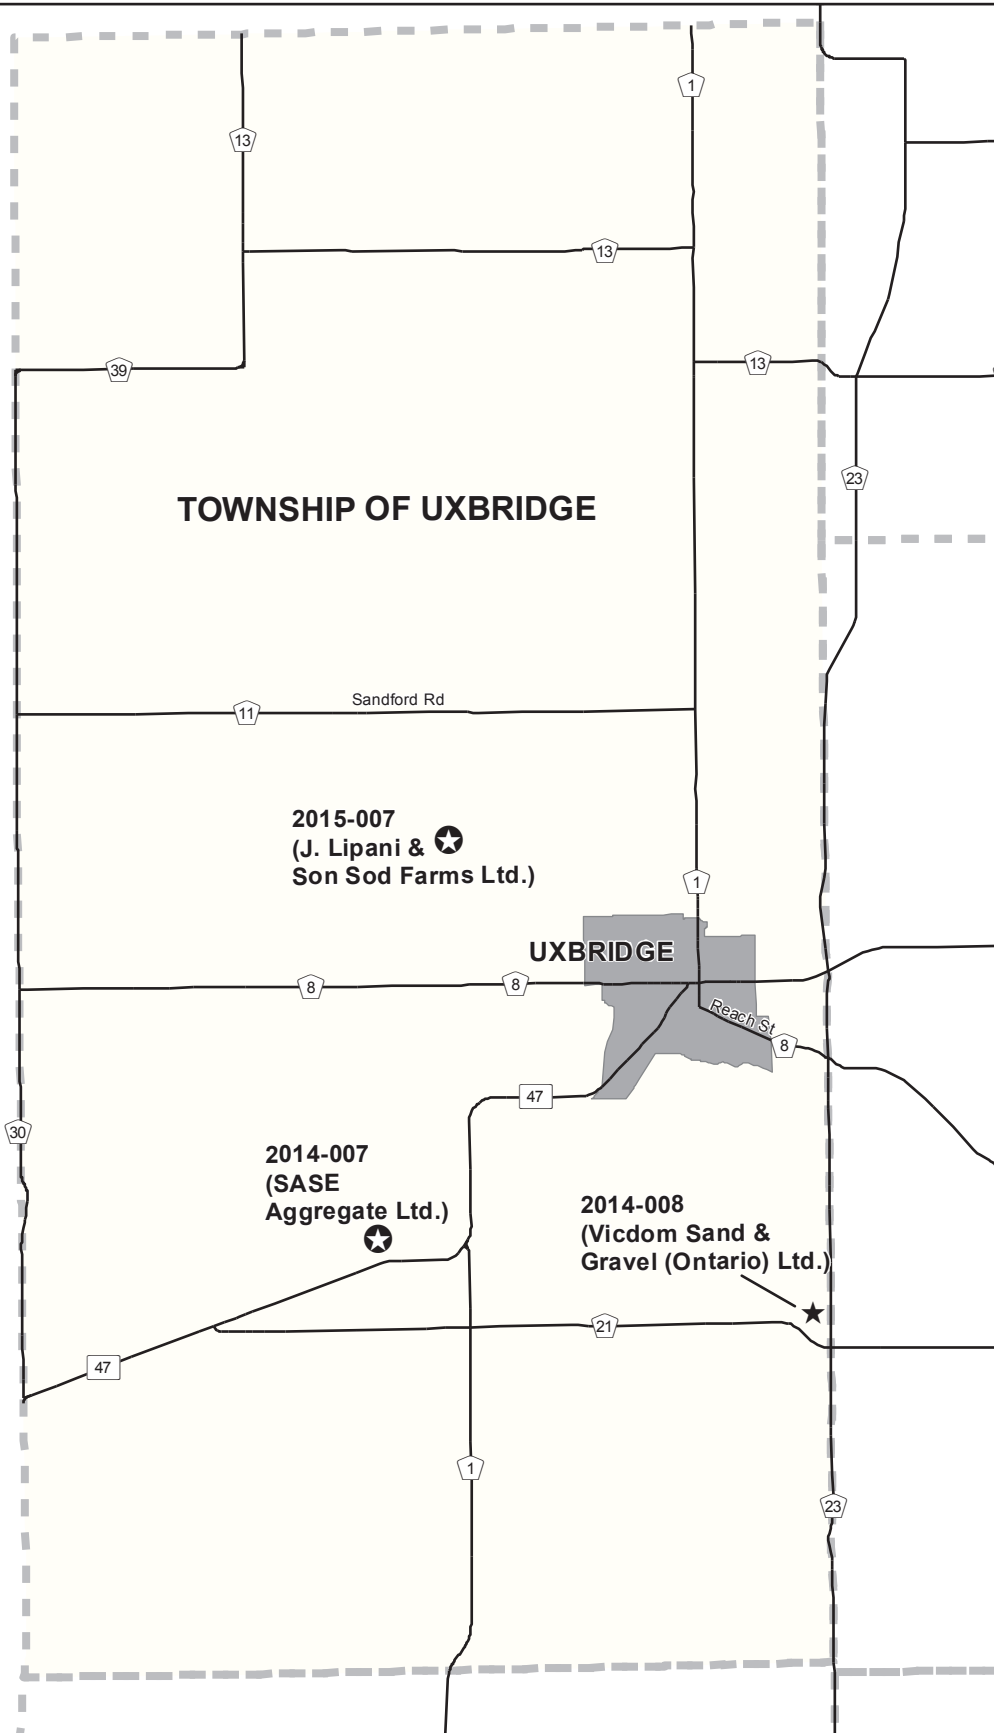 1
13
13
39
13
23
TOWNSHIP OF UXBRIDGE
Sandford Rd
11
2015-007
(J. Lipani &
Son Sod Farms Ltd.)
1
UXBRIDGE
8
8
Reach St
8
47
30
2014-007
(SASE
Aggregate Ltd.)
2014-008
(Vicdom Sand &
Gravel (Ontario) Ltd.)
21
47
1
23